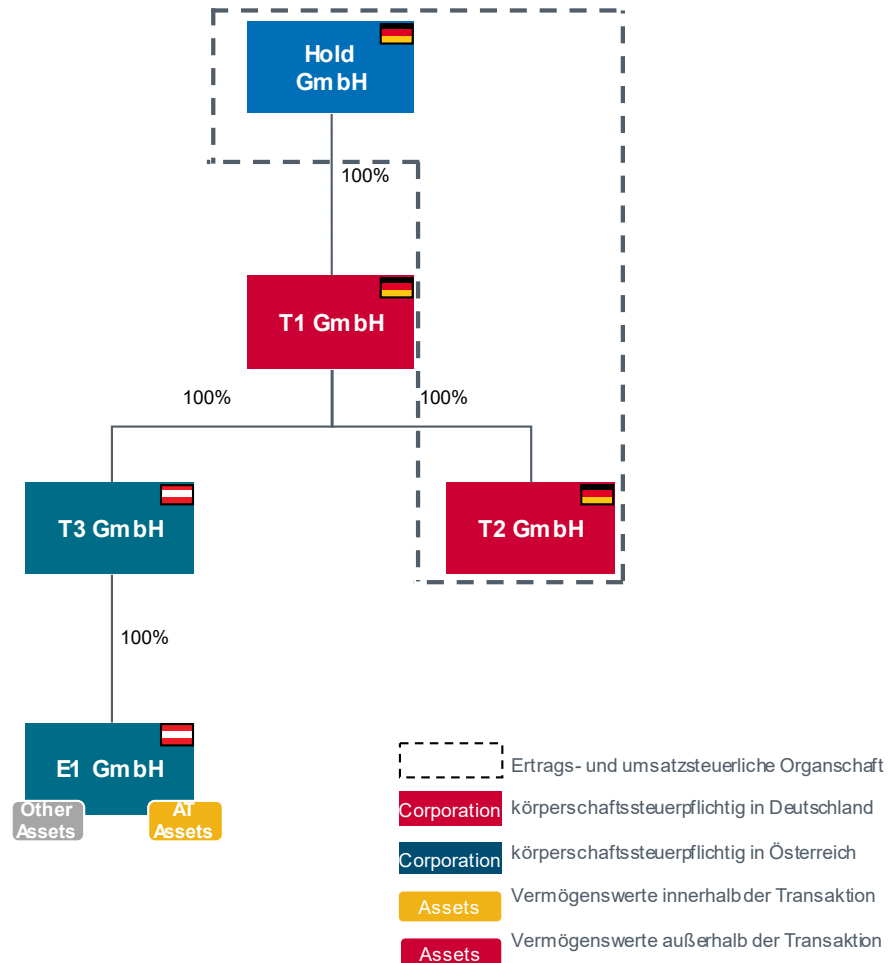 Hold
GmbH
100%
T1 GmbH
100%
100%
T3 GmbH
T2 GmbH
100%
E1 GmbH
Other
Assets
AT
Assets
Ertrags- und umsatzsteuerliche Organschaft
Corporation
körperschaftssteuerpflichtig in Deutschland
Corporation
körperschaftssteuerpflichtig in Österreich
Assets
Vermögenswerte innerhalb der Transaktion
Assets
Vermögenswerte außerhalb der Transaktion